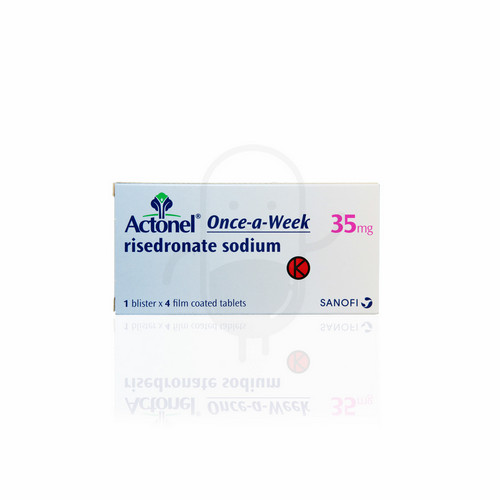 Actonel® Once-a-Week 35mg
risedronate sodium
K
1 blister x 4 film coated tablets
SANOFI